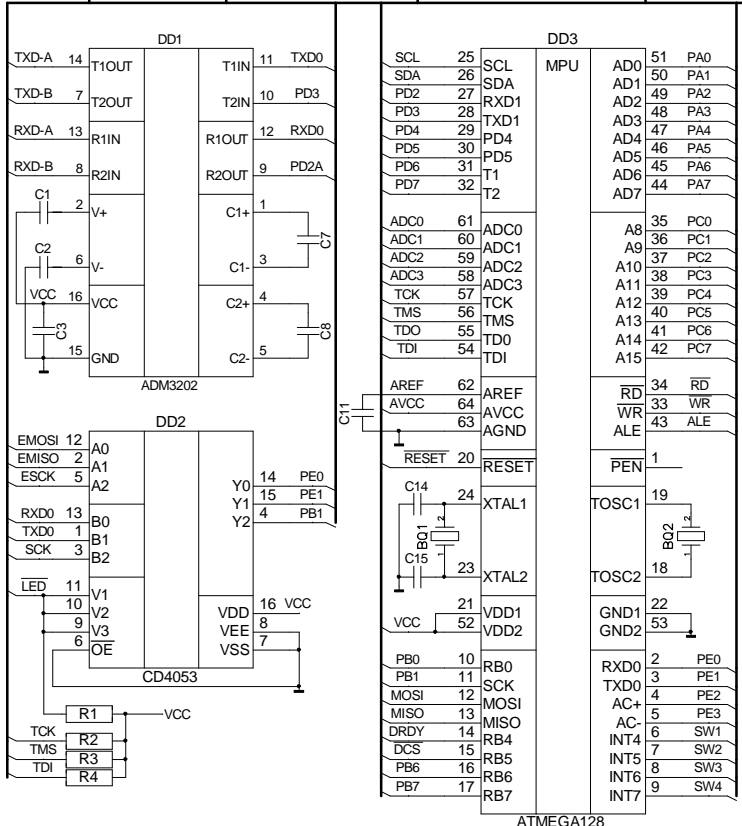 DD1
TXD-A 14 T1OUT T1IN 11 TXD0
TXD-B 7 T2OUT T2IN 10 PD3
RXD-A 13 R1IN R1OUT 12 RXD0
RXD-B 8 R2IN R2OUT 9 PD2A
C1 2 V+ C1+ 1
C7
C2 6 V- C1- 3
VCC 16 VCC C2+ 4
C3 C8
15 GND C2- 5
ADM3202
DD2
EMOSI 12 A0
EMISO 2 A1
ESCK 5 A2 Y0 14 PE0
Y1 15 PE1
RXD0 13 B0 Y2 4 PB1
TXD0 1 B1
SCK 3 B2
LED 11 V1
10 V2 VDD 16 VCC
9 V3 VEE 8
6 OE VSS 7
CD4053
R1 VCC
TCK R2
TMS R3
TDI R4
DD3
MPU
SCL 25 SCL AD0 51 PA0
SDA 26 SDA AD1 50 PA1
PD2 27 RXD1 AD2 49 PA2
PD3 28 TXD1 AD3 48 PA3
PD4 29 PD4 AD4 47 PA4
PD5 30 PD5 AD5 46 PA5
PD6 31 T1 AD6 45 PA6
PD7 32 T2 AD7 44 PA7
ADC0 61 ADC0 A8 35 PC0
ADC1 60 ADC1 A9 36 PC1
ADC2 59 ADC2 A10 37 PC2
ADC3 58 ADC3 A11 38 PC3
TCK 57 TCK A12 39 PC4
TMS 56 TMS A13 40 PC5
TDO 55 TD0 A14 41 PC6
TDI 54 TDI A15 42 PC7
AREF 62 AREF RD 34 RD
AVCC 64 AVCC WR 33 WR
C11 63 AGND ALE 43 ALE
RESET 20 RESET PEN 1
C14 24 XTAL1 TOSC1 19
BQ1 2 1 BQ2 2 1
C15 23 XTAL2 TOSC2 18
21 VDD1 GND1 22
VCC 52 VDD2 GND2 53
PB0 10 RB0 RXD0 2 PE0
PB1 11 SCK TXD0 3 PE1
MOSI 12 MOSI AC+ 4 PE2
MISO 13 MISO AC- 5 PE3
DRDY 14 RB4 INT4 6 SW1
DCS 15 RB5 INT5 7 SW2
PB6 16 RB6 INT6 8 SW3
PB7 17 RB7 INT7 9 SW4
ATMEGA128